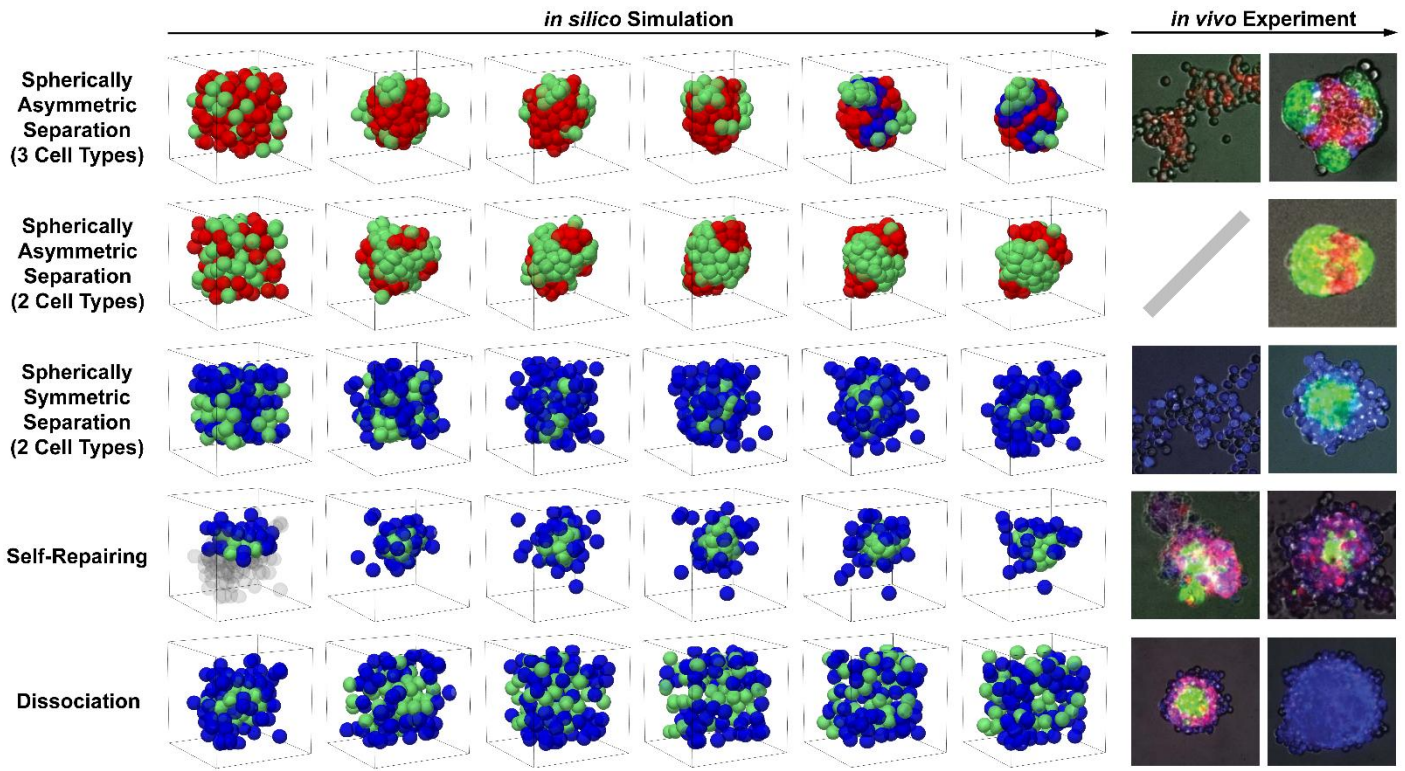 in silico Simulation
in vivo Experiment
Spherically
Asymmetric
Separation
(3 Cell Types)
Spherically
Asymmetric
Separation
(2 Cell Types)
Spherically
Symmetric
Separation
(2 Cell Types)
Self-Repairing
Dissociation